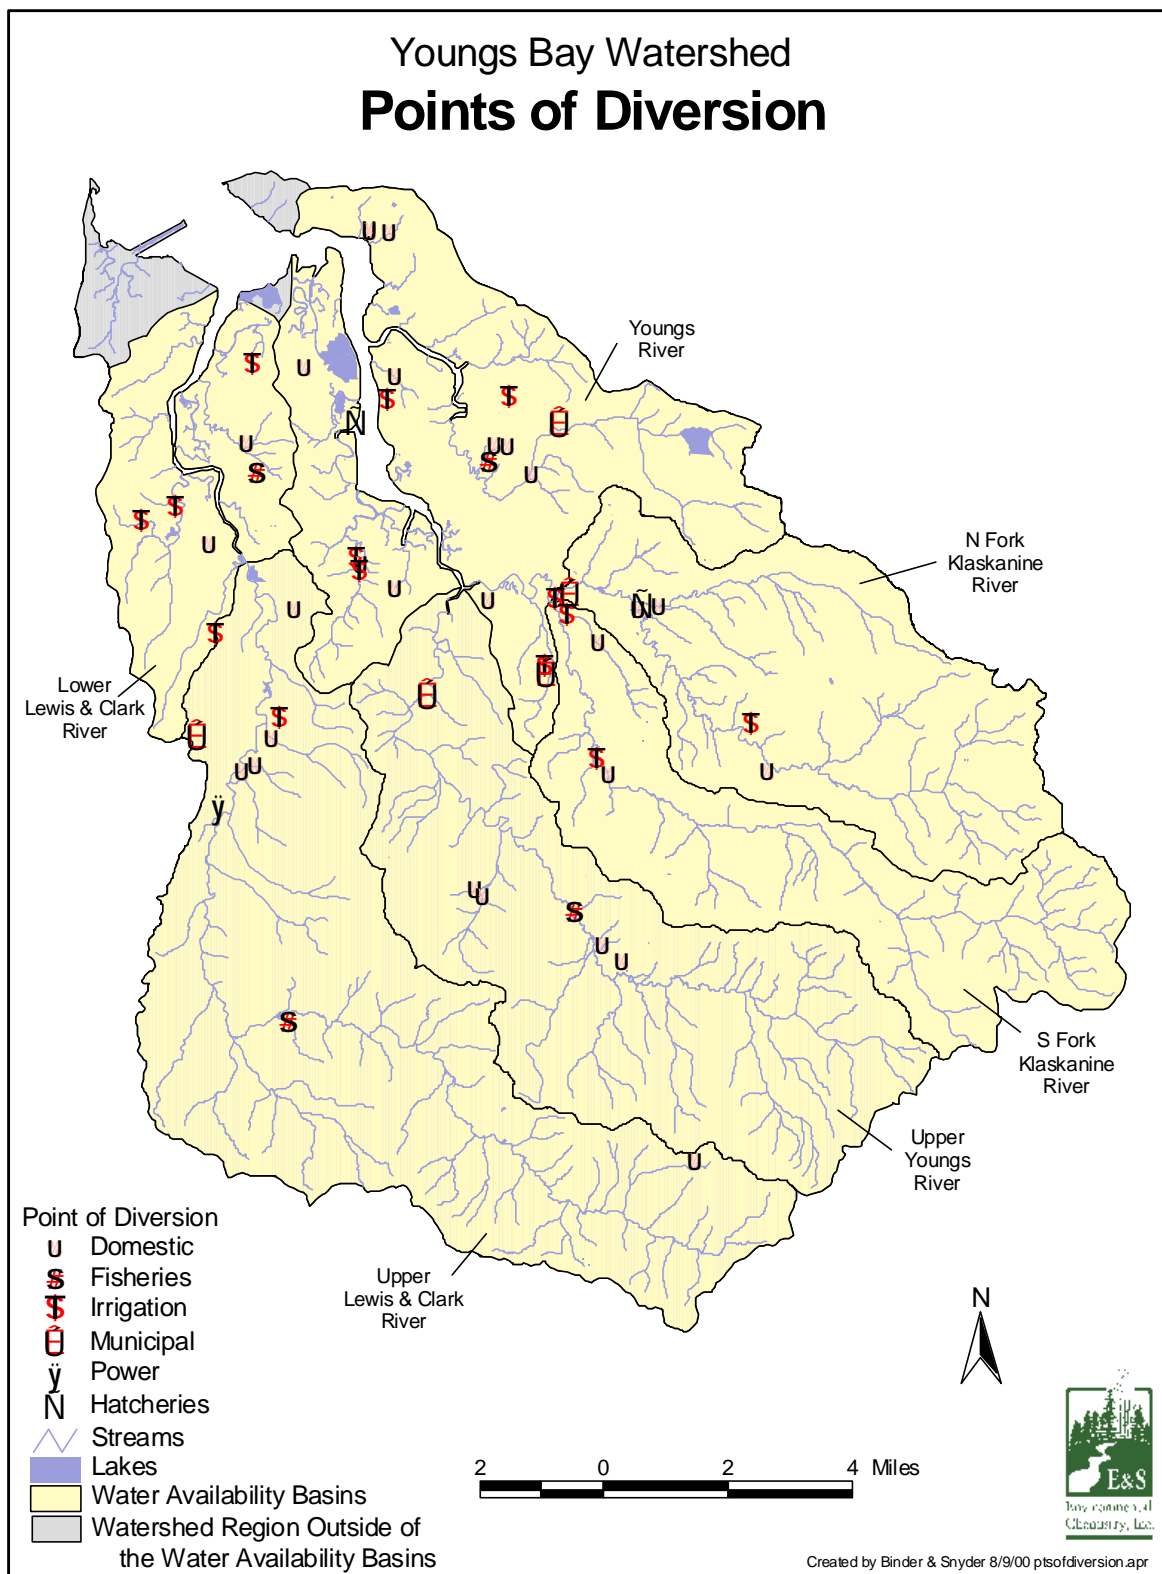 Youngs Bay Watershed
Points of Diversion
Youngs
River
N Fork
Klaskanine
River
Lower
Lewis & Clark
River
S Fork
Klaskanine
River
Upper
Youngs
River
Upper
Lewis & Clark
River
Point of Diversion
Domestic
Fisheries
Irrigation
Municipal
ÿ Power
Ñ Hatcheries
Streams
Lakes
Water Availability Basins
Watershed Region Outside of
the Water Availability Basins
N
2 0 2 4 Miles
E&S
Environmental
Chemistry, Inc.
Created by Binder & Snyder 8/9/00 ptsofdiversion.apr